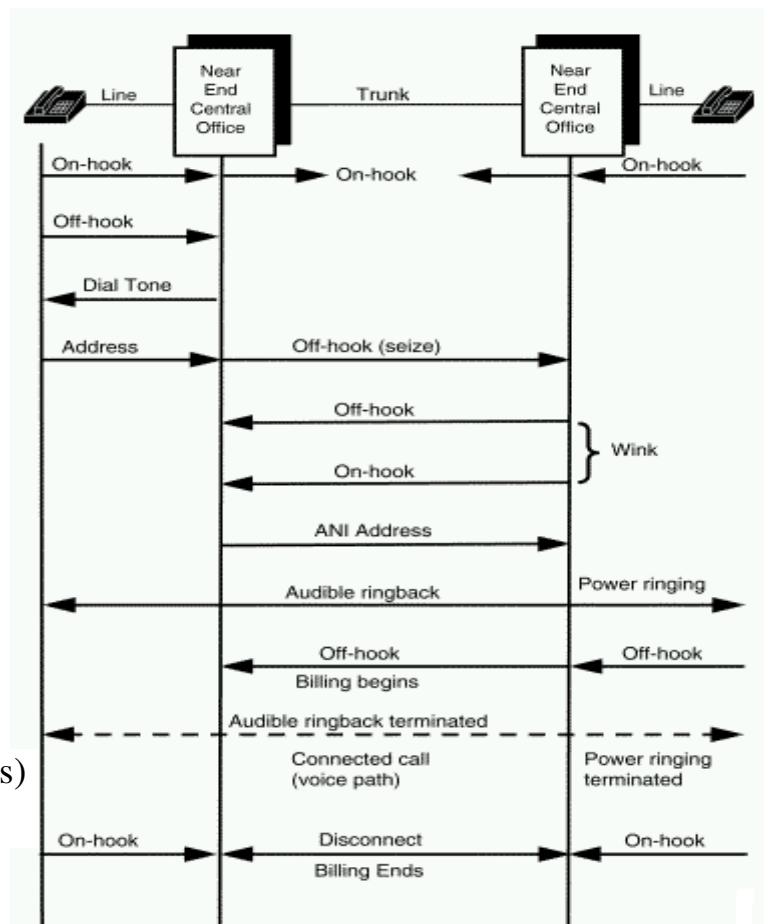 Near
End
Central
Office
Near
End
Central
Office
Line
Trunk
Line
On-hook
On-hook
On-hook
Off-hook
Dial Tone
Address
Off-hook (seize)
Off-hook
Wink
On-hook
ANI Address
Audible ringback
Power ringing
Off-hook
Off-hook
Billing begins
Audible ringback terminated
s)
Connected call
(voice path)
Power ringing
terminated
On-hook
Disconnect
On-hook
Billing Ends